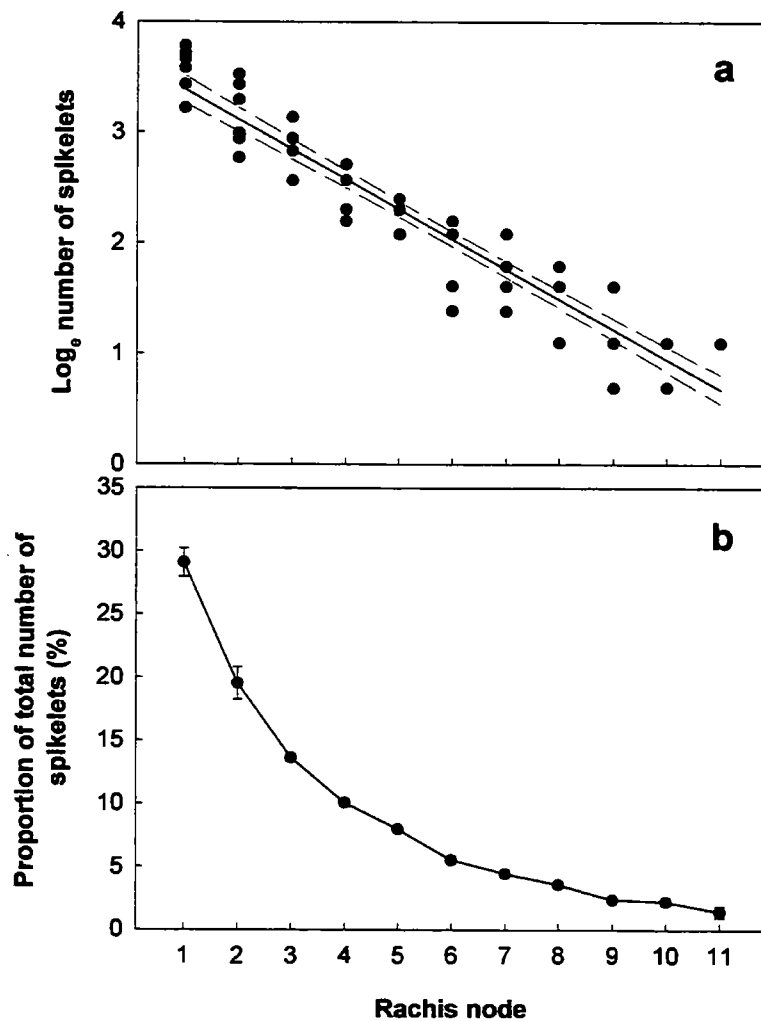 a
Log_e number of spikelets
4
3
2
1
0
b
Proportion of total number of
spikelets (%)
35
30
25
20
15
10
5
0
1 2 3 4 5 6 7 8 9 10 11
Rachis node